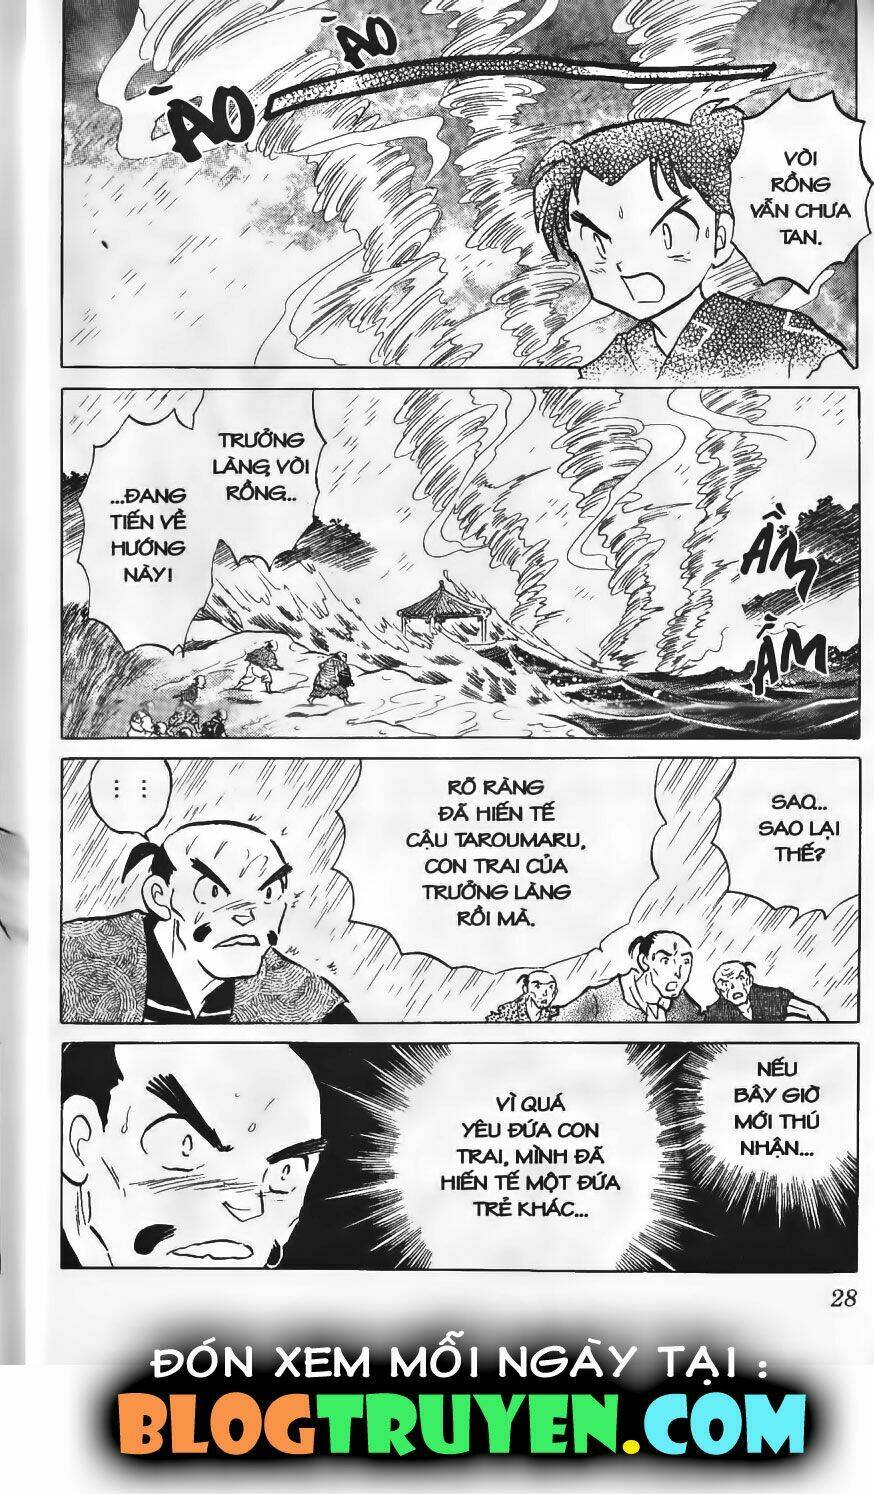 ÀO
ÀO
VÒI
RỒNG
VẪN CHƯA
TAN.
TRƯỞNG
LÀNG, VÒI
RỒNG...
...ĐANG
TIẾN VỀ
HƯỚNG
NÀY!
ẦM
ẦM
SAO...
SAO LẠI
THẾ?
RÕ RÀNG
ĐÃ HIẾN TẾ
CẬU TAROUMARU,
CON TRAI CỦA
TRƯỞNG LÀNG
RỒI MÀ.
... ...
NẾU
BÂY GIỜ
MỚI THÚ
NHẬN...
VÌ QUÁ
YÊU ĐỨA CON
TRAI, MÌNH ĐÃ
HIẾN TẾ MỘT ĐỨA
TRẺ KHÁC...
28
ĐÓN XEM MỖI NGÀY TẠI :
BLOGTRUYEN.COM